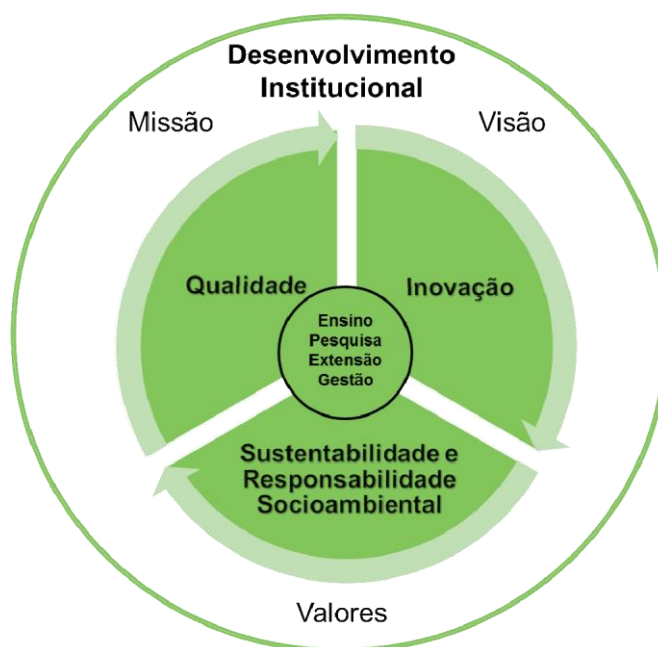 Desenvolvimento
Institucional
Missão
Visão
Qualidade
Inovação
Ensino
Pesquisa
Extensão
Gestão
Sustentabilidade e
Responsabilidade
Socioambiental
Valores